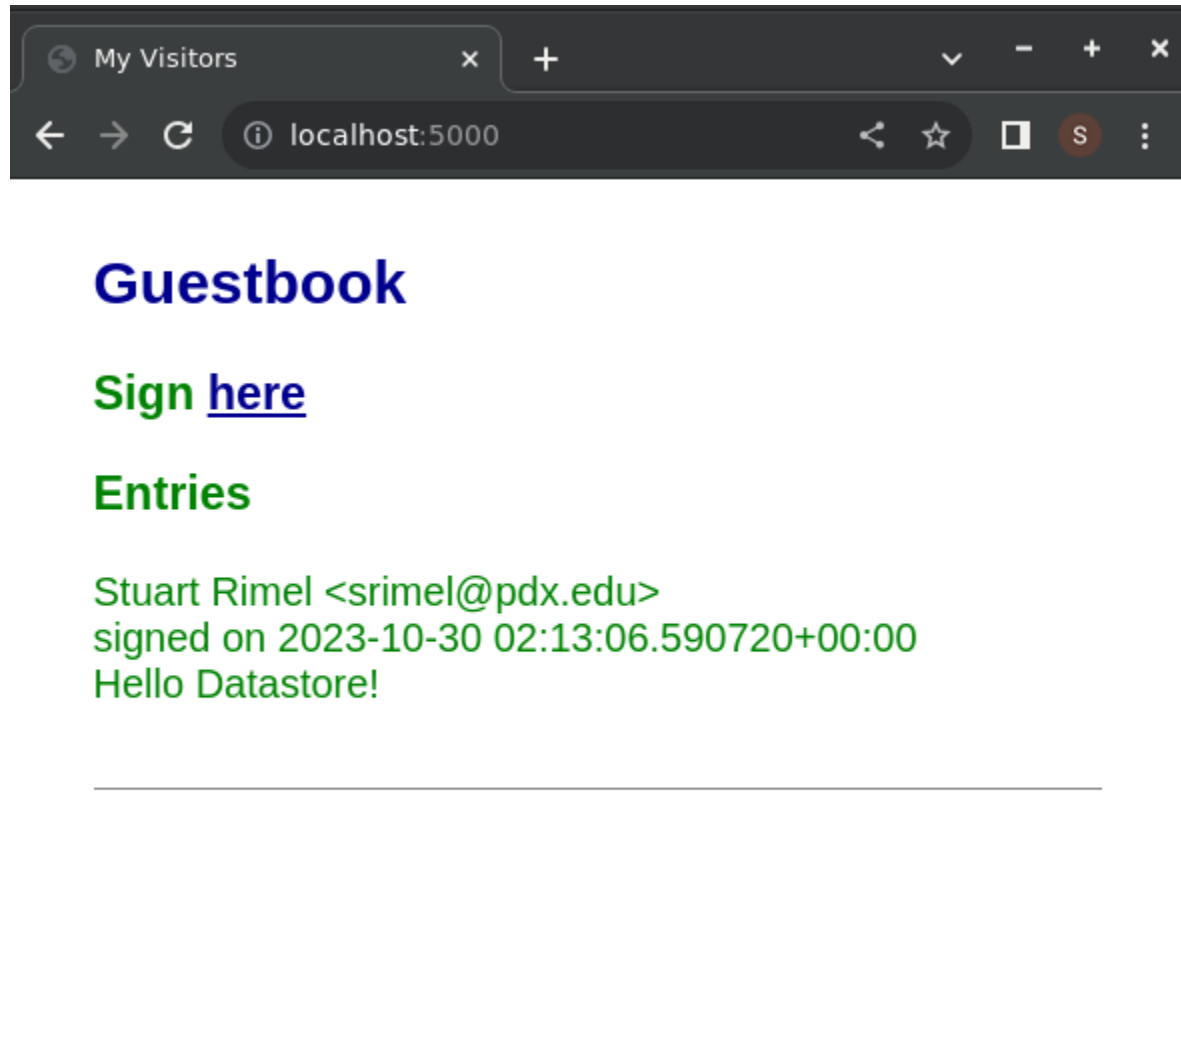 My Visitors
localhost:5000
S
Guestbook
Sign here
Entries
Stuart Rimel <srimel@pdx.edu>
signed on 2023-10-30 02:13:06.590720+00:00
Hello Datastore!